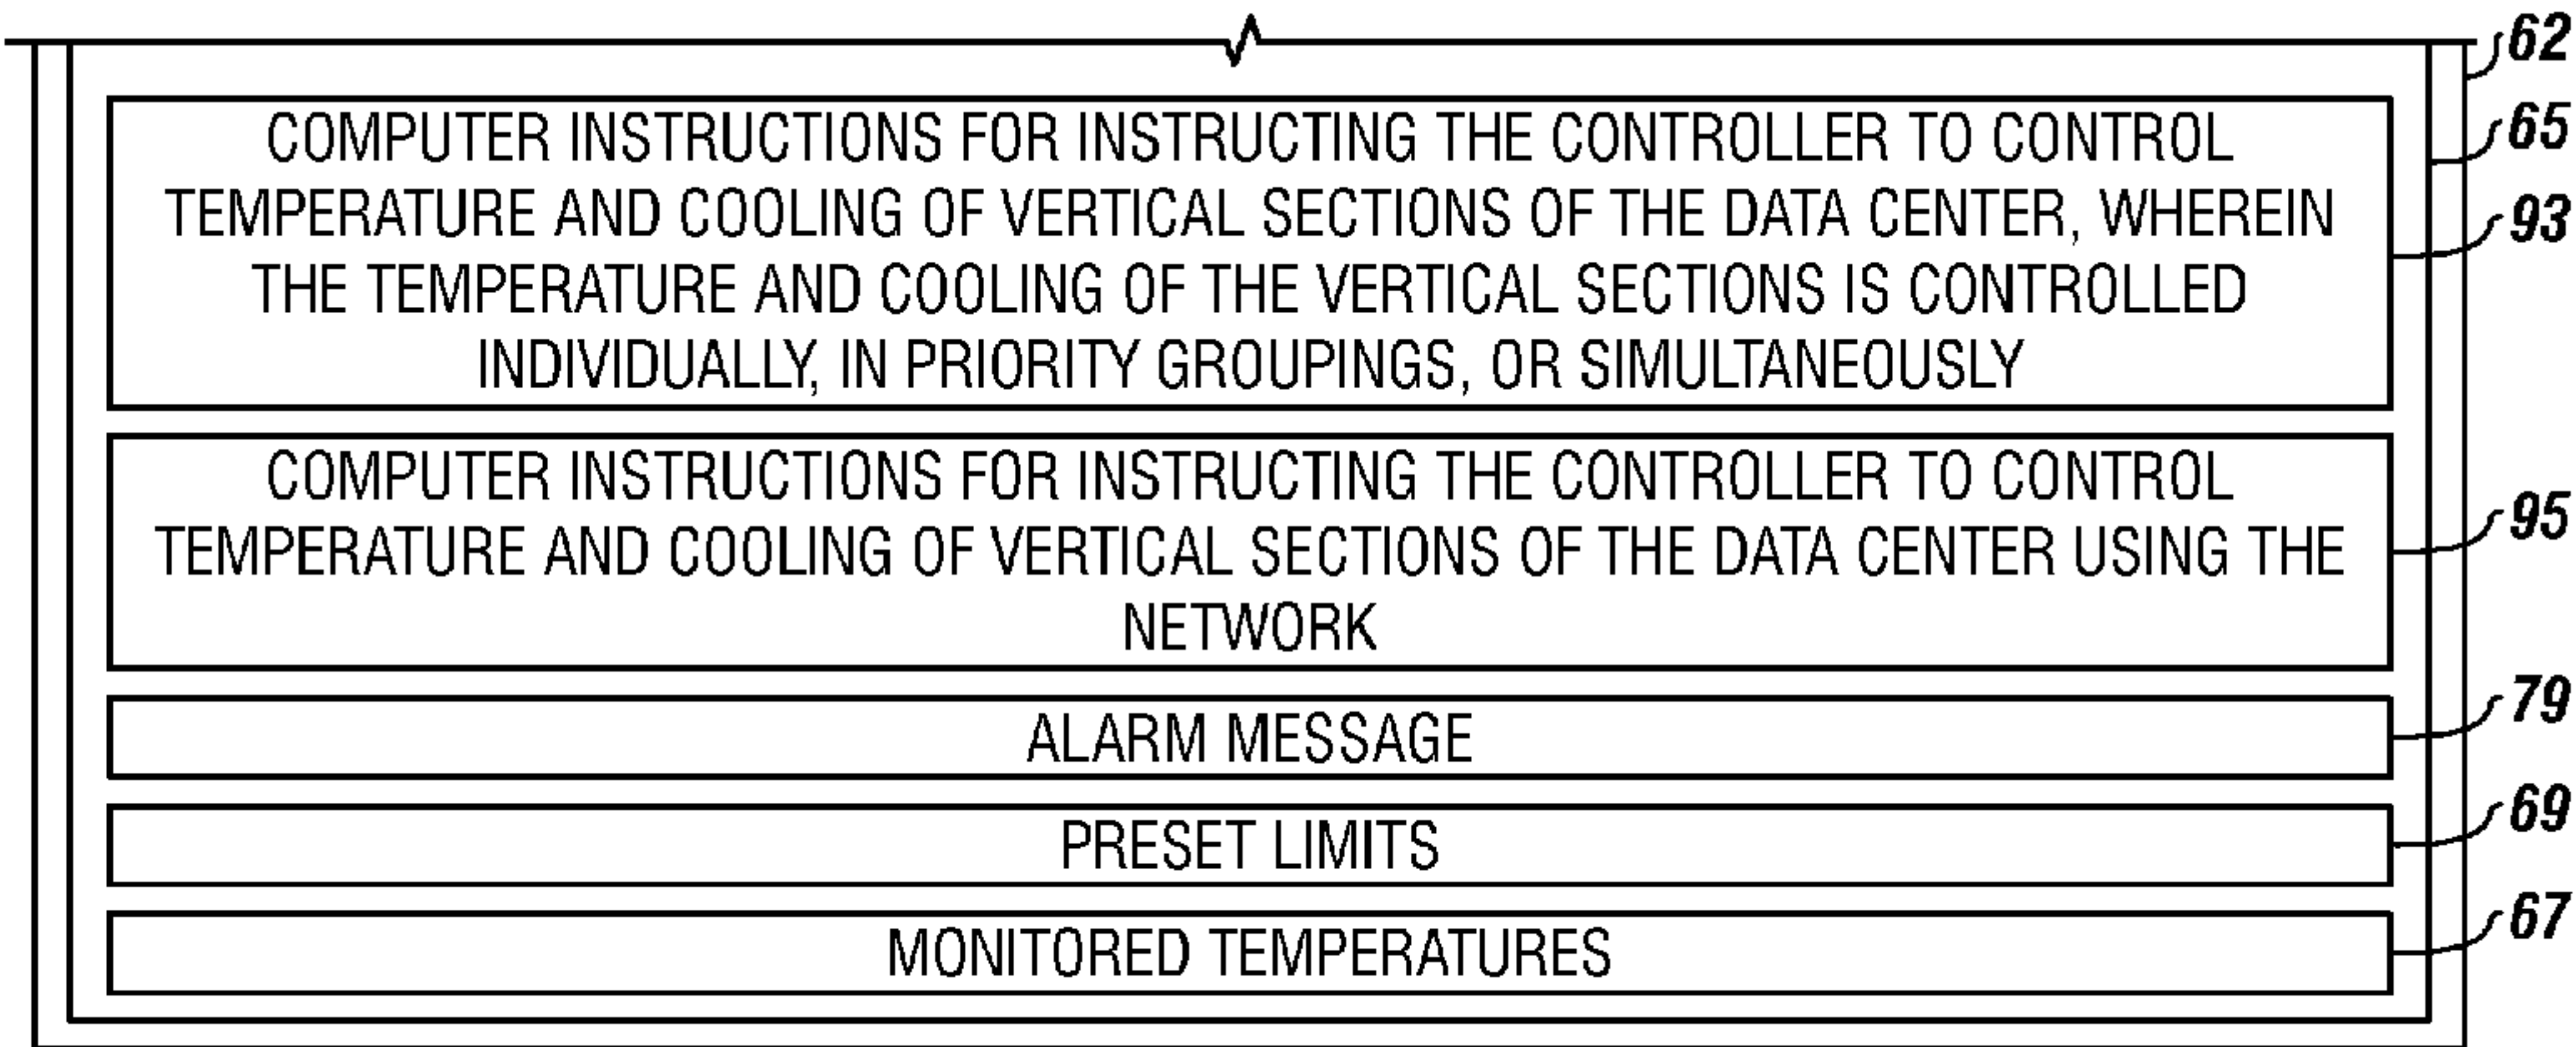 62
65
COMPUTER INSTRUCTIONS FOR INSTRUCTING THE CONTROLLER TO CONTROL
TEMPERATURE AND COOLING OF VERTICAL SECTIONS OF THE DATA CENTER, WHEREIN
THE TEMPERATURE AND COOLING OF THE VERTICAL SECTIONS IS CONTROLLED
INDIVIDUALLY, IN PRIORITY GROUPINGS, OR SIMULTANEOUSLY
93
COMPUTER INSTRUCTIONS FOR INSTRUCTING THE CONTROLLER TO CONTROL
TEMPERATURE AND COOLING OF VERTICAL SECTIONS OF THE DATA CENTER USING THE
NETWORK
95
ALARM MESSAGE
79
PRESET LIMITS
69
MONITORED TEMPERATURES
67